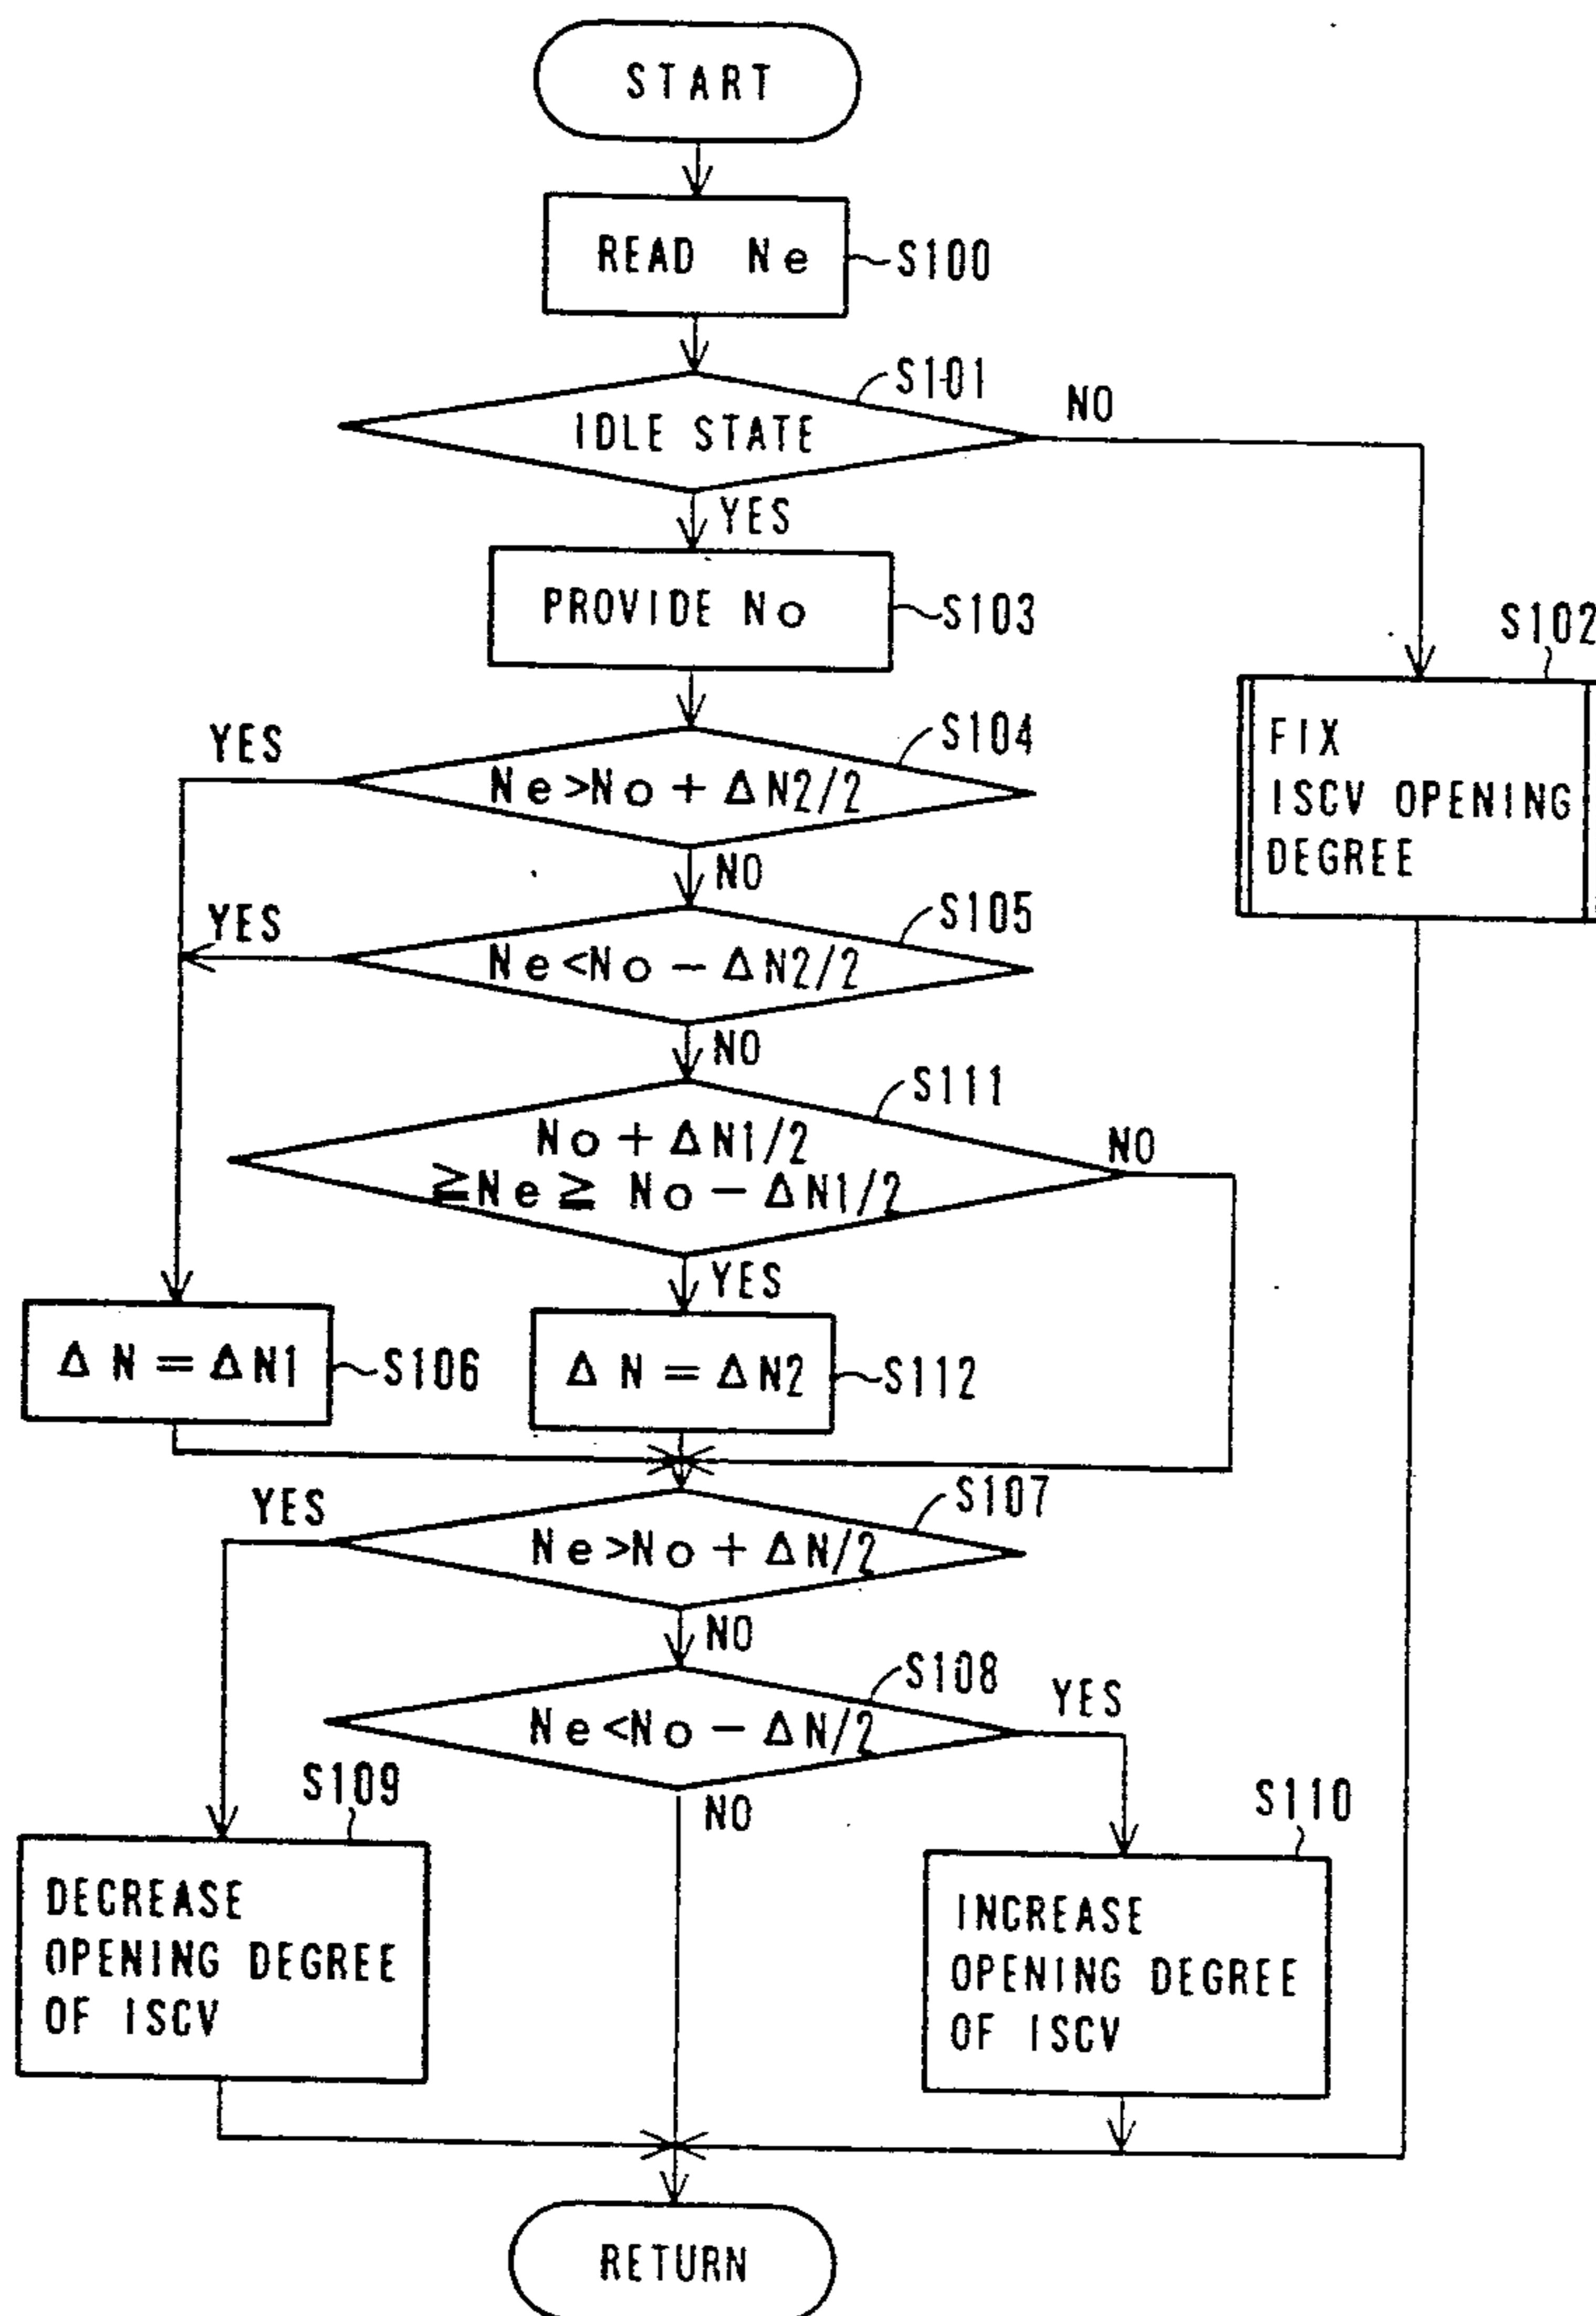 START
READ Ne
S100
S101
IDLE STATE
NO
YES
PROVIDE No
S103
S102
FIX
ISCV OPENING
DEGREE
S104
YES
Ne>No + ΔN2/2
NO
S105
YES
Ne<No − ΔN2/2
NO
S111
No + ΔN1/2
≧Ne≧ No − ΔN1/2
NO
YES
ΔN = ΔN1
S106
ΔN = ΔN2
S112
S107
YES
Ne>No + ΔN/2
NO
S108
YES
Ne<No − ΔN/2
NO
S109
DECREASE
OPENING DEGREE
OF ISCV
S110
INCREASE
OPENING DEGREE
OF ISCV
RETURN